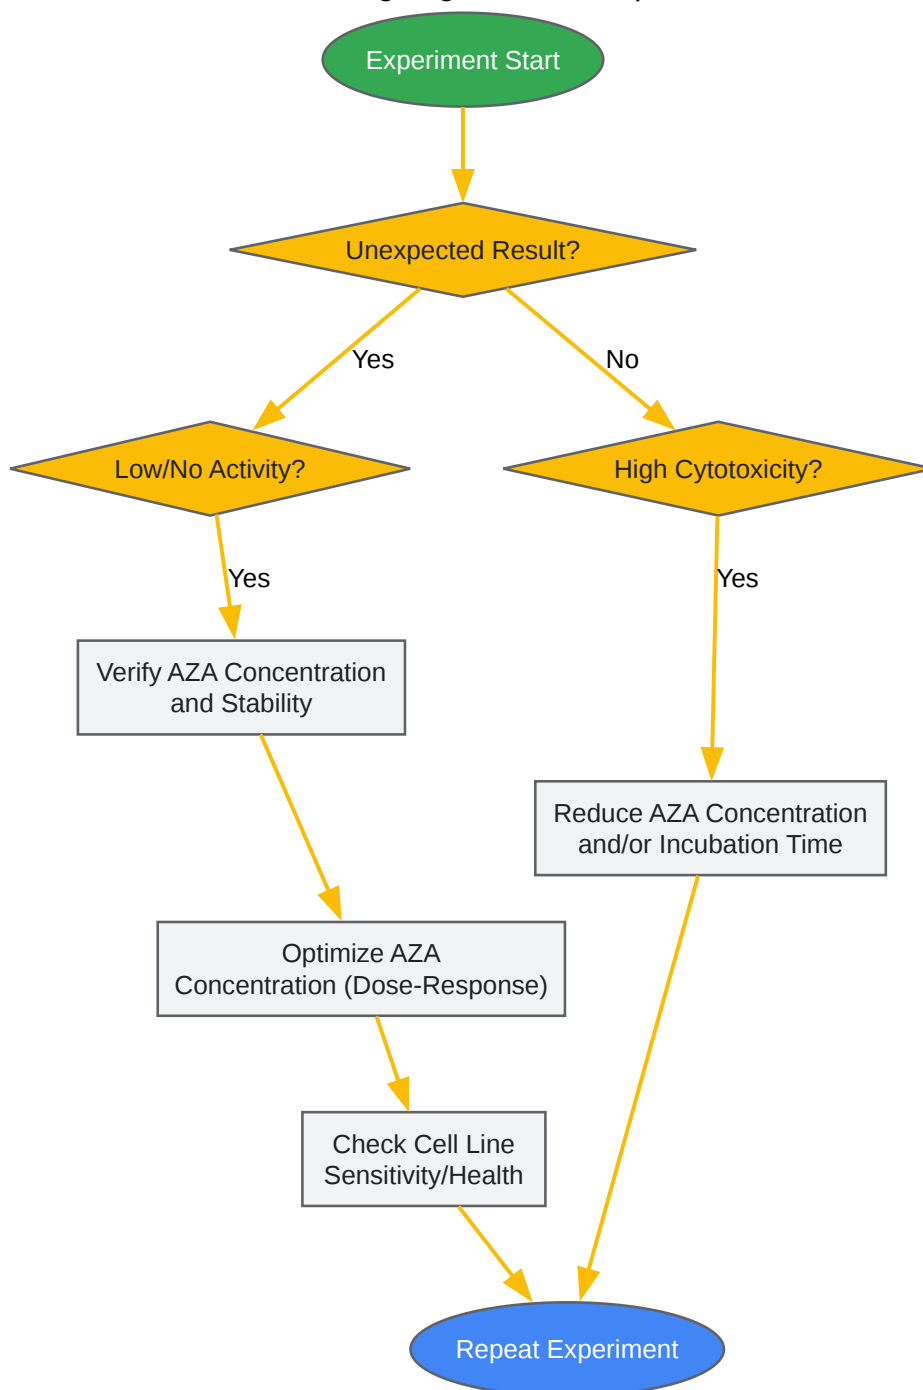 Experiment Start
Unexpected Result?
Yes
No
Low/No Activity?
High Cytotoxicity?
Yes
Yes
Verify AZA Concentration
and Stability
Reduce AZA Concentration
and/or Incubation Time
Optimize AZA
Concentration (Dose-Response)
Check Cell Line
Sensitivity/Health
Repeat Experiment